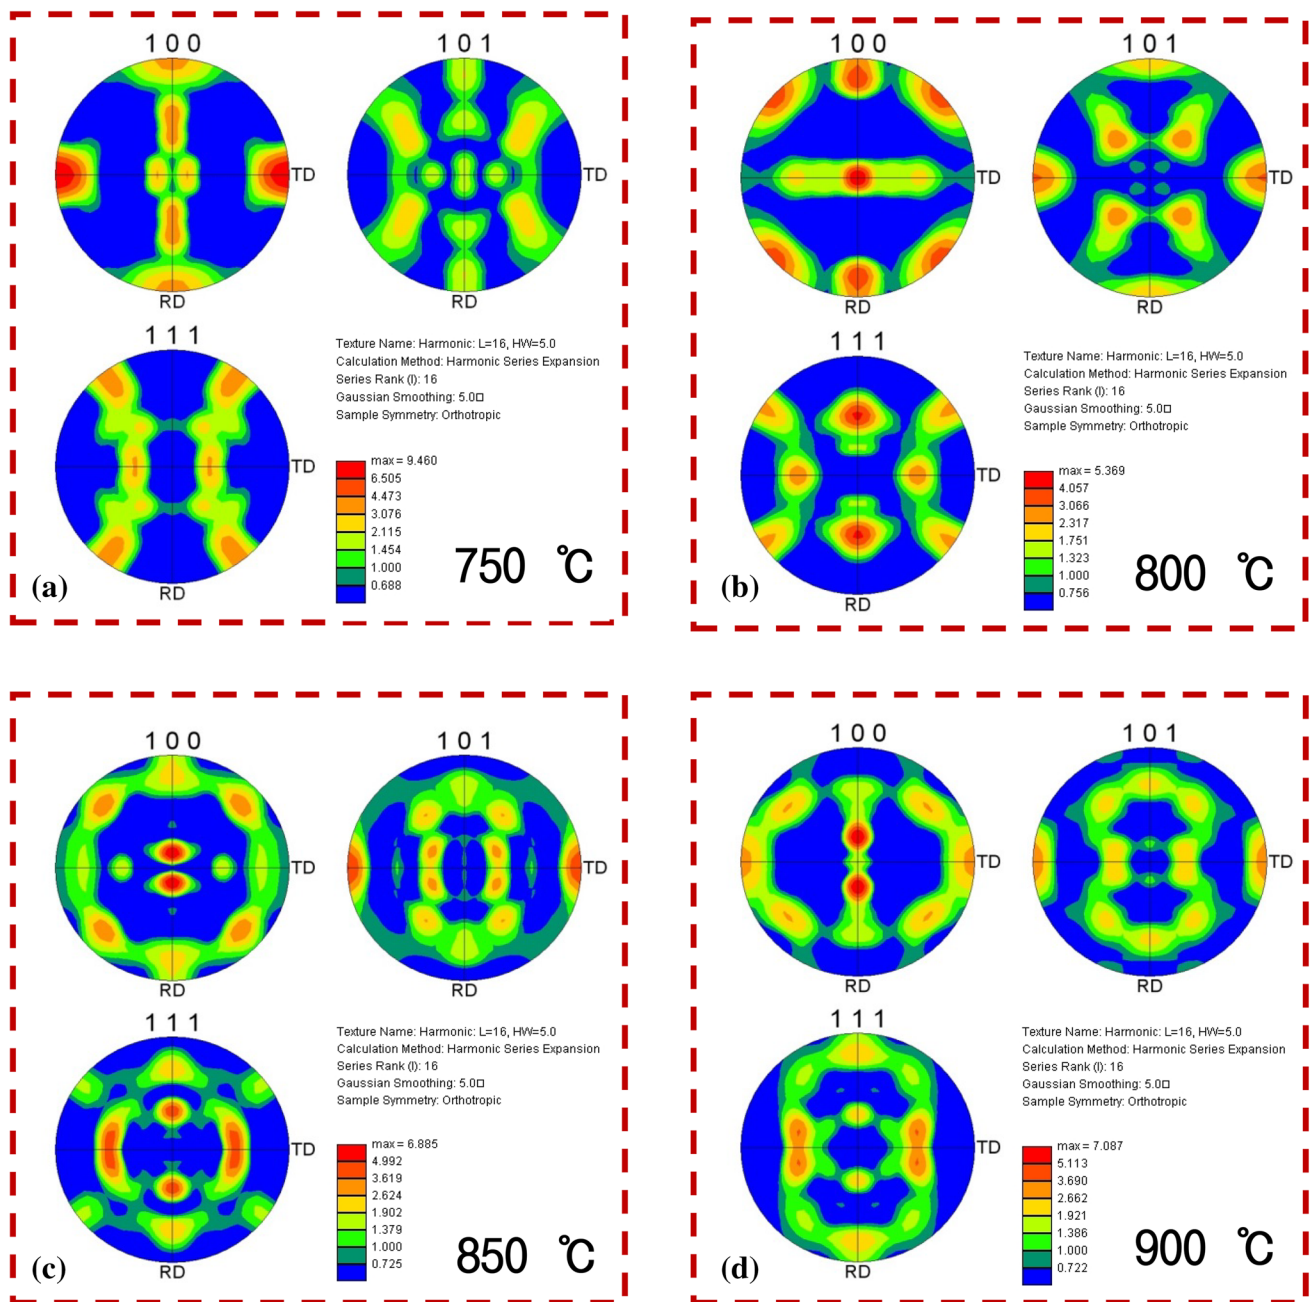 1 0 0
1 0 1
TD
TD
RD
RD
1 1 1
TD
RD
Texture Name: Harmonic: L=16, HW=5.0
Calculation Method: Harmonic Series Expansion
Series Rank (l): 16
Gaussian Smoothing: 5.0□
Sample Symmetry: Orthotropic
max = 9.460
6.505
4.473
3.076
2.115
1.454
1.000
0.688
750 ℃
(a)
1 0 0
1 0 1
TD
TD
RD
RD
1 1 1
TD
RD
Texture Name: Harmonic: L=16, HW=5.0
Calculation Method: Harmonic Series Expansion
Series Rank (l): 16
Gaussian Smoothing: 5.0□
Sample Symmetry: Orthotropic
max = 5.369
4.057
3.066
2.317
1.751
1.323
1.000
0.756
800 ℃
(b)
1 0 0
1 0 1
TD
TD
RD
RD
1 1 1
TD
RD
Texture Name: Harmonic: L=16, HW=5.0
Calculation Method: Harmonic Series Expansion
Series Rank (l): 16
Gaussian Smoothing: 5.0□
Sample Symmetry: Orthotropic
max = 6.885
4.992
3.619
2.624
1.902
1.379
1.000
0.725
850 ℃
(c)
1 0 0
1 0 1
TD
TD
RD
RD
1 1 1
TD
RD
Texture Name: Harmonic: L=16, HW=5.0
Calculation Method: Harmonic Series Expansion
Series Rank (l): 16
Gaussian Smoothing: 5.0□
Sample Symmetry: Orthotropic
max = 7.087
5.113
3.690
2.662
1.921
1.386
1.000
0.722
900 ℃
(d)